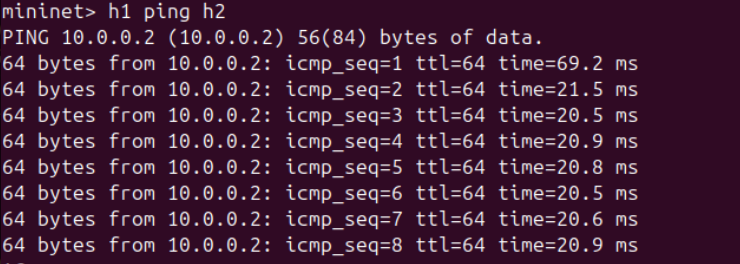 mininet> h1 ping h2
PING 10.0.0.2 (10.0.0.2) 56(84) bytes of data.
64 bytes from 10.0.0.2: icmp_seq=1 ttl=64 time=69.2 ms
64 bytes from 10.0.0.2: icmp_seq=2 ttl=64 time=21.5 ms
64 bytes from 10.0.0.2: icmp_seq=3 ttl=64 time=20.5 ms
64 bytes from 10.0.0.2: icmp_seq=4 ttl=64 time=20.9 ms
64 bytes from 10.0.0.2: icmp_seq=5 ttl=64 time=20.8 ms
64 bytes from 10.0.0.2: icmp_seq=6 ttl=64 time=20.5 ms
64 bytes from 10.0.0.2: icmp_seq=7 ttl=64 time=20.6 ms
64 bytes from 10.0.0.2: icmp_seq=8 ttl=64 time=20.9 ms